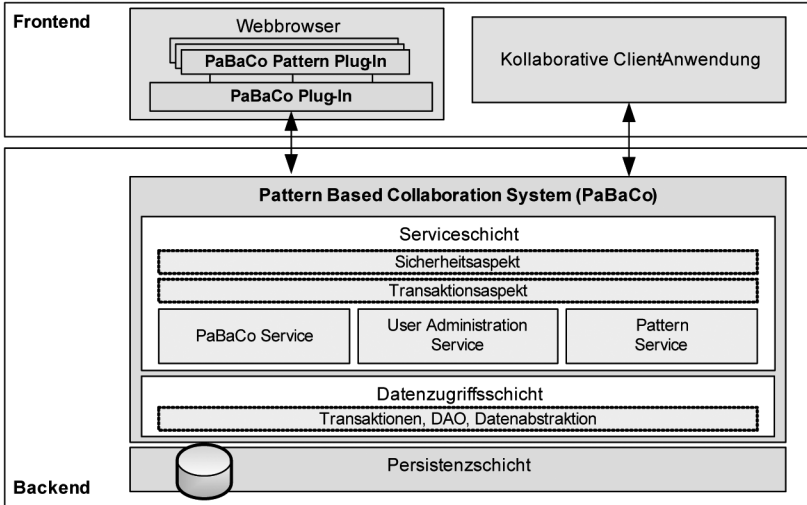 Frontend
Webbrowser
PaBaCo Pattern Plug-In
PaBaCo Plug-In
Kollaborative Client-Anwendung
Pattern Based Collaboration System (PaBaCo)
Serviceschicht
Sicherheitsaspekt
Transaktionsaspekt
PaBaCo Service
User Administration
Service
Pattern
Service
Datenzugriffsschicht
Transaktionen, DAO, Datenabstraktion
Persistenzschicht
Backend